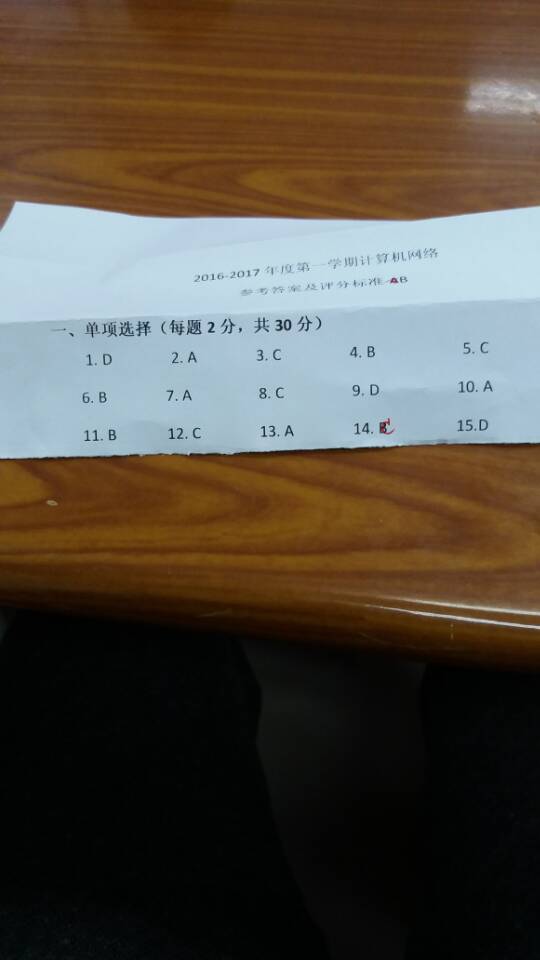 2016-2017 年度第一学期计算机网络
参考答案及评分标准-AB
一、单项选择（每题 2 分，共 30 分）
1. D 2. A 3. C 4. B 5. C
6. B 7. A 8. C 9. D 10. A
11. B 12. C 13. A 14. C 15.D